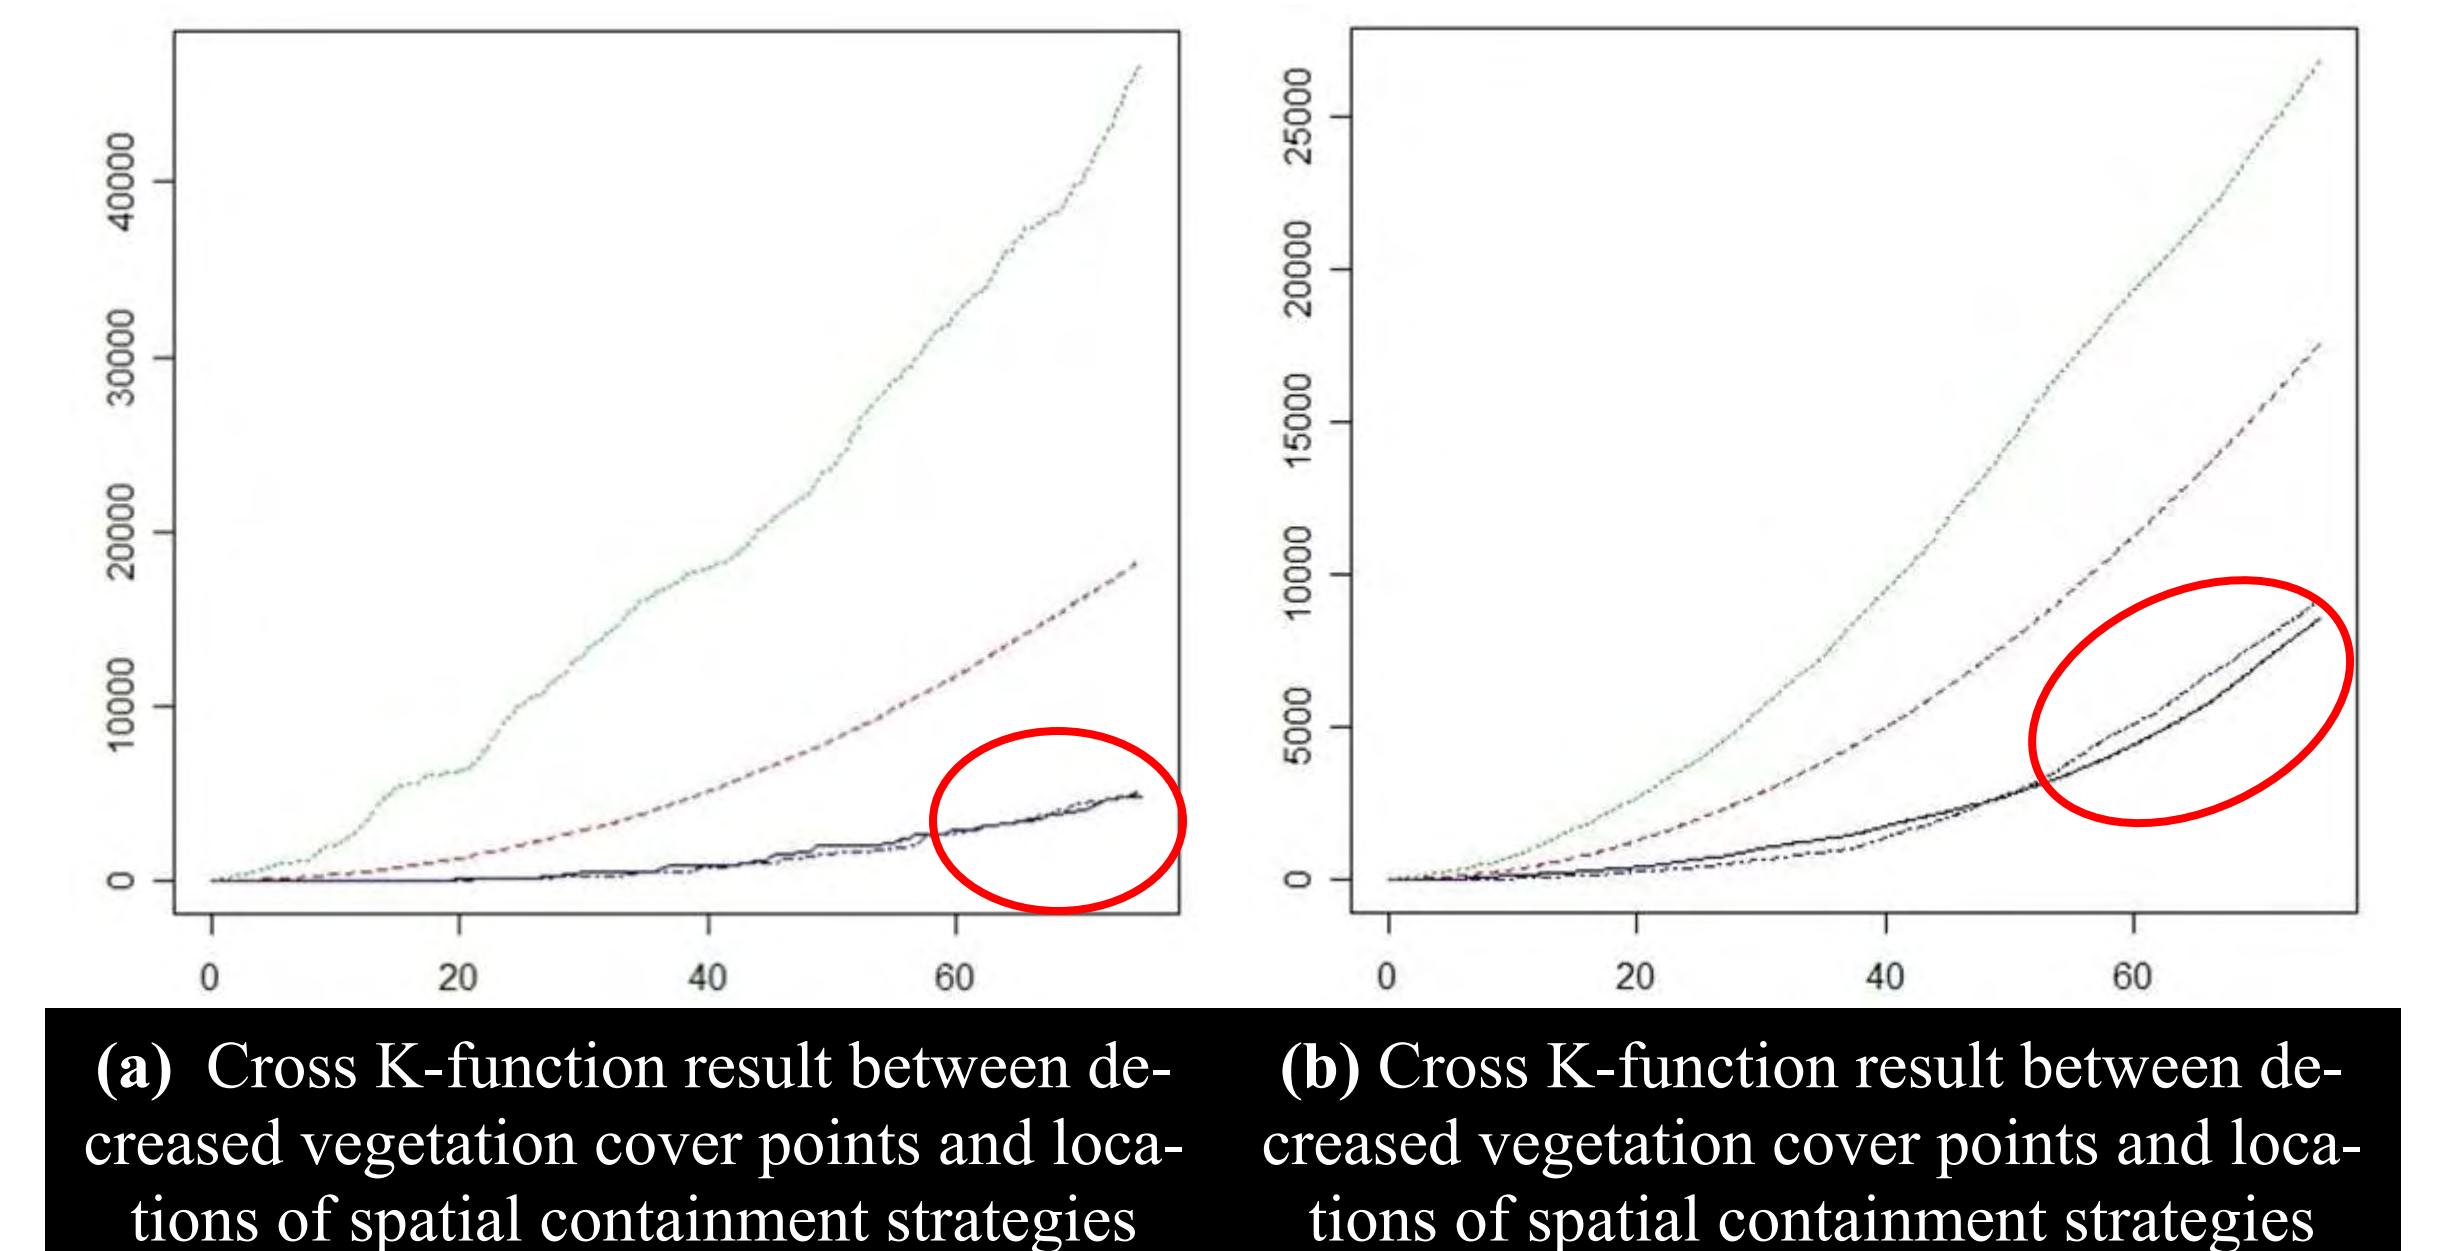 40000
30000
20000
10000
0
0 20 40 60
25000
20000
15000
10000
5000
0
0 20 40 60
(a) Cross K-function result between de-
creased vegetation cover points and loca-
tions of spatial containment strategies
(b) Cross K-function result between de-
creased vegetation cover points and loca-
tions of spatial containment strategies